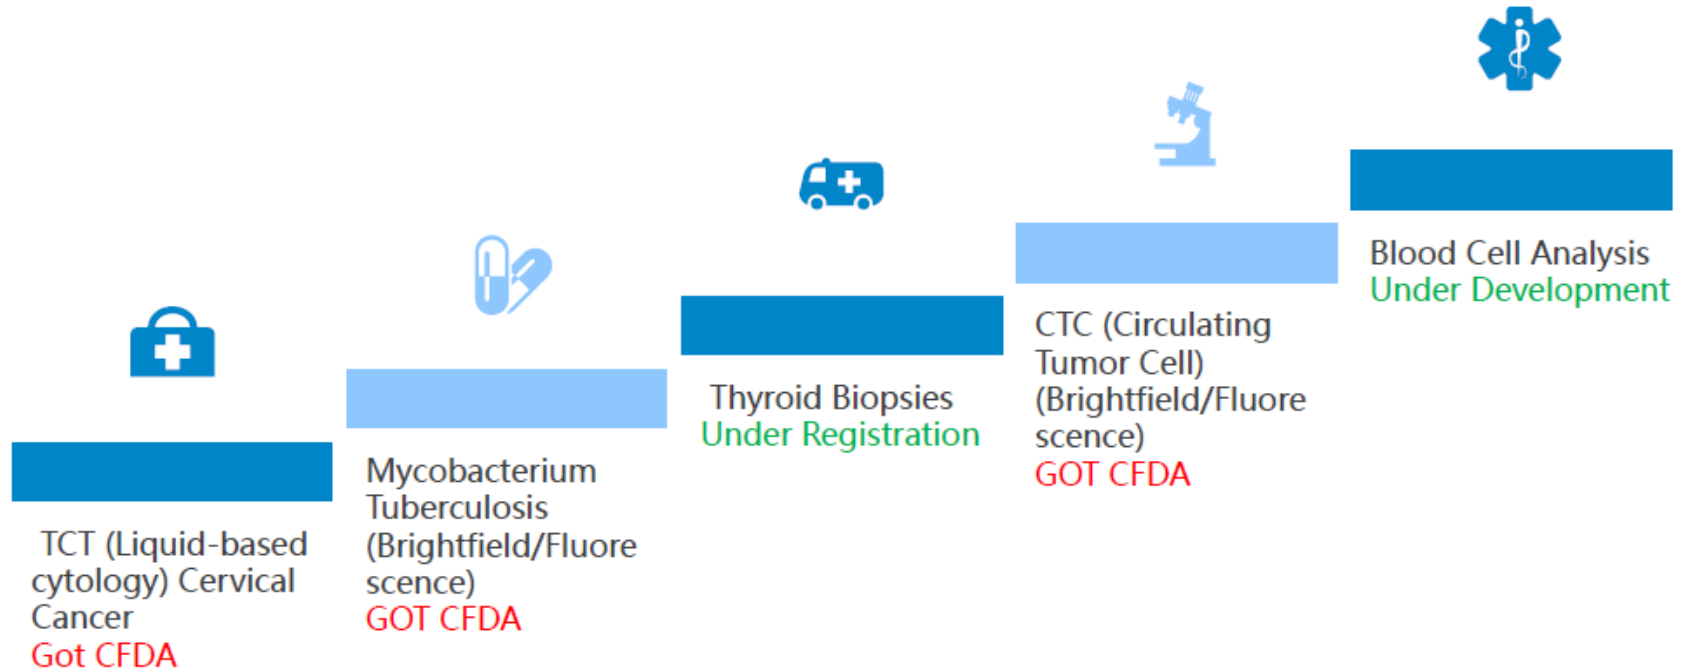 TCT (Liquid-based
cytology) Cervical
Cancer
Got CFDA
Mycobacterium
Tuberculosis
(Brightfield/Fluore
scence)
GOT CFDA
Thyroid Biopsies
Under Registration
CTC (Circulating
Tumor Cell)
(Brightfield/Fluore
scence)
GOT CFDA
Blood Cell Analysis
Under Development